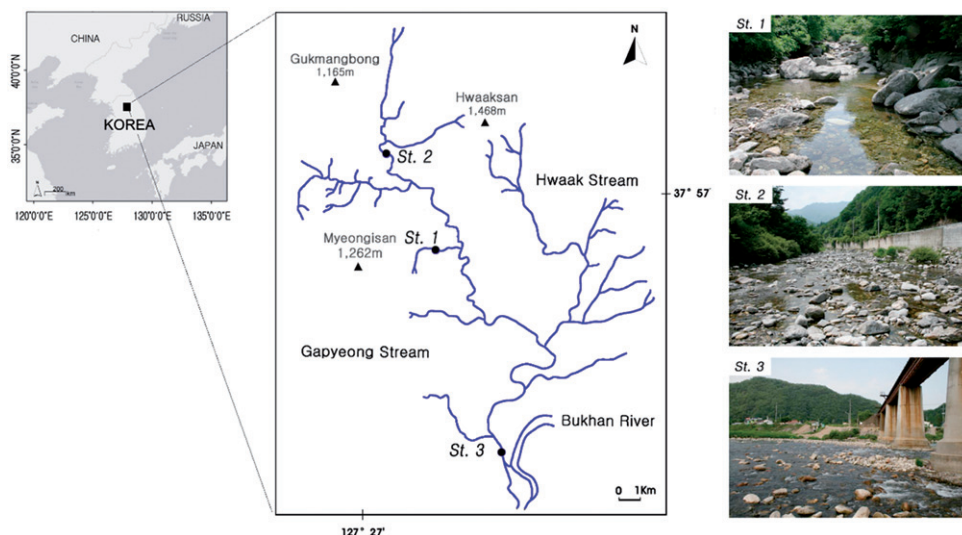 RUSSIA
CHINA
40°0'0"N
KOREA
35°0'0"N
JAPAN
N
200
km
120°0'0"E
125°0'0"E
130°0'0"E
135°0'0"E
N
Gukmangbong
1,165m
Hwaaksan
1,468m
St. 2
Hwaak Stream
37° 57'
St. 1
Myeongisan
1,262m
Gapyeong Stream
Bukhan River
St. 3
0 1Km
127° 27'
St. 1
St. 2
St. 3